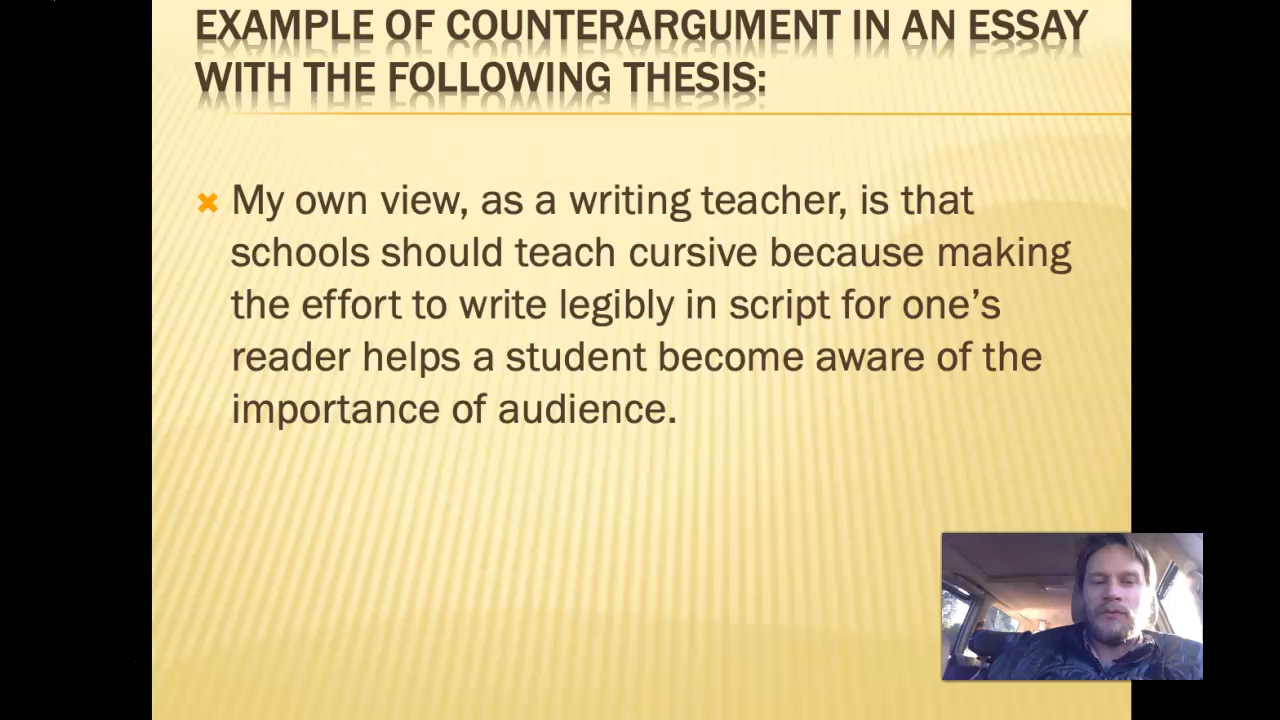 EXAMPLE OF COUNTERARGUMENT IN AN ESSAY
WITH THE FOLLOWING THESIS:
My own view, as a writing teacher, is that
schools should teach cursive because making
the effort to write legibly in script for one’s
reader helps a student become aware of the
importance of audience.